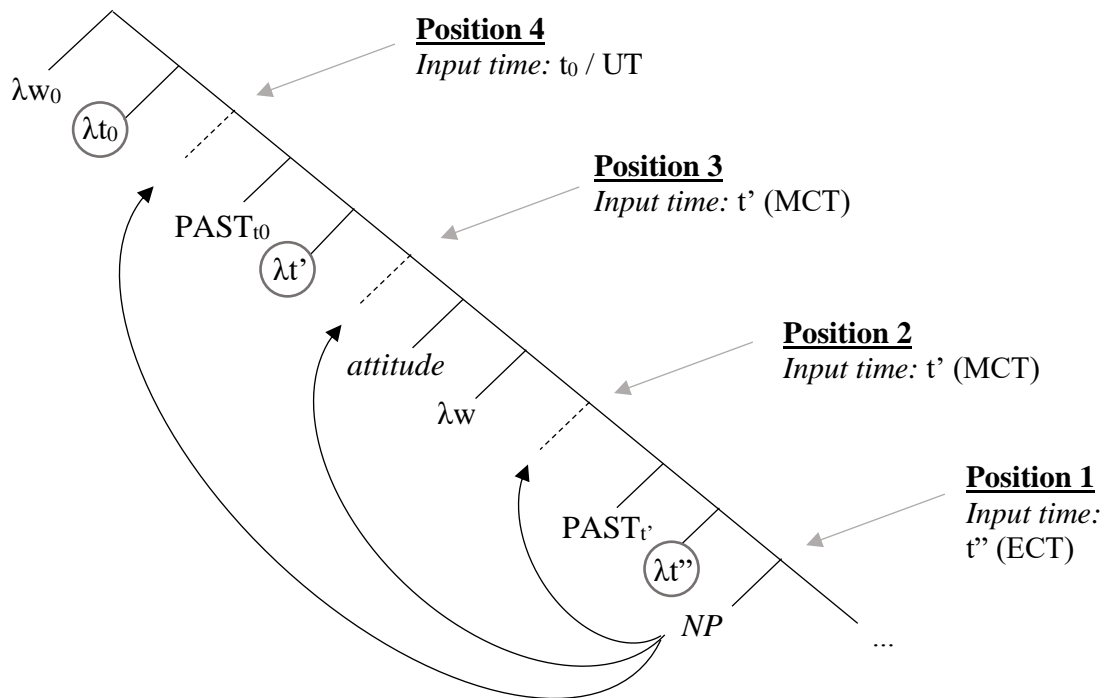 Position 4
Input time: t₀ / UT
λw₀
λt₀
Position 3
Input time: t’ (MCT)
PASTₜ₀
λt’
Position 2
Input time: t’ (MCT)
attitude
λw
Position 1
Input time:
t” (ECT)
PASTₜ’
λt”
NP
...